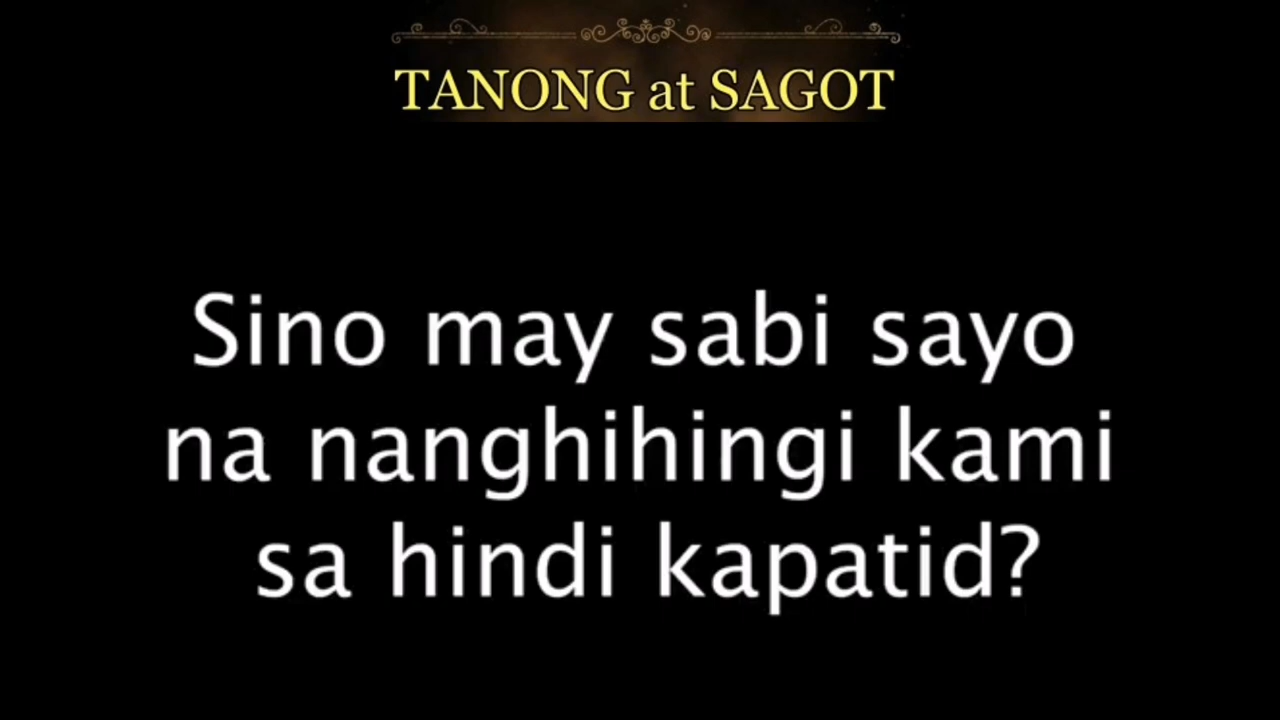 TANONG at SAGOT
Sino may sabi sayo
na nanghihingi kami
sa hindi kapatid?